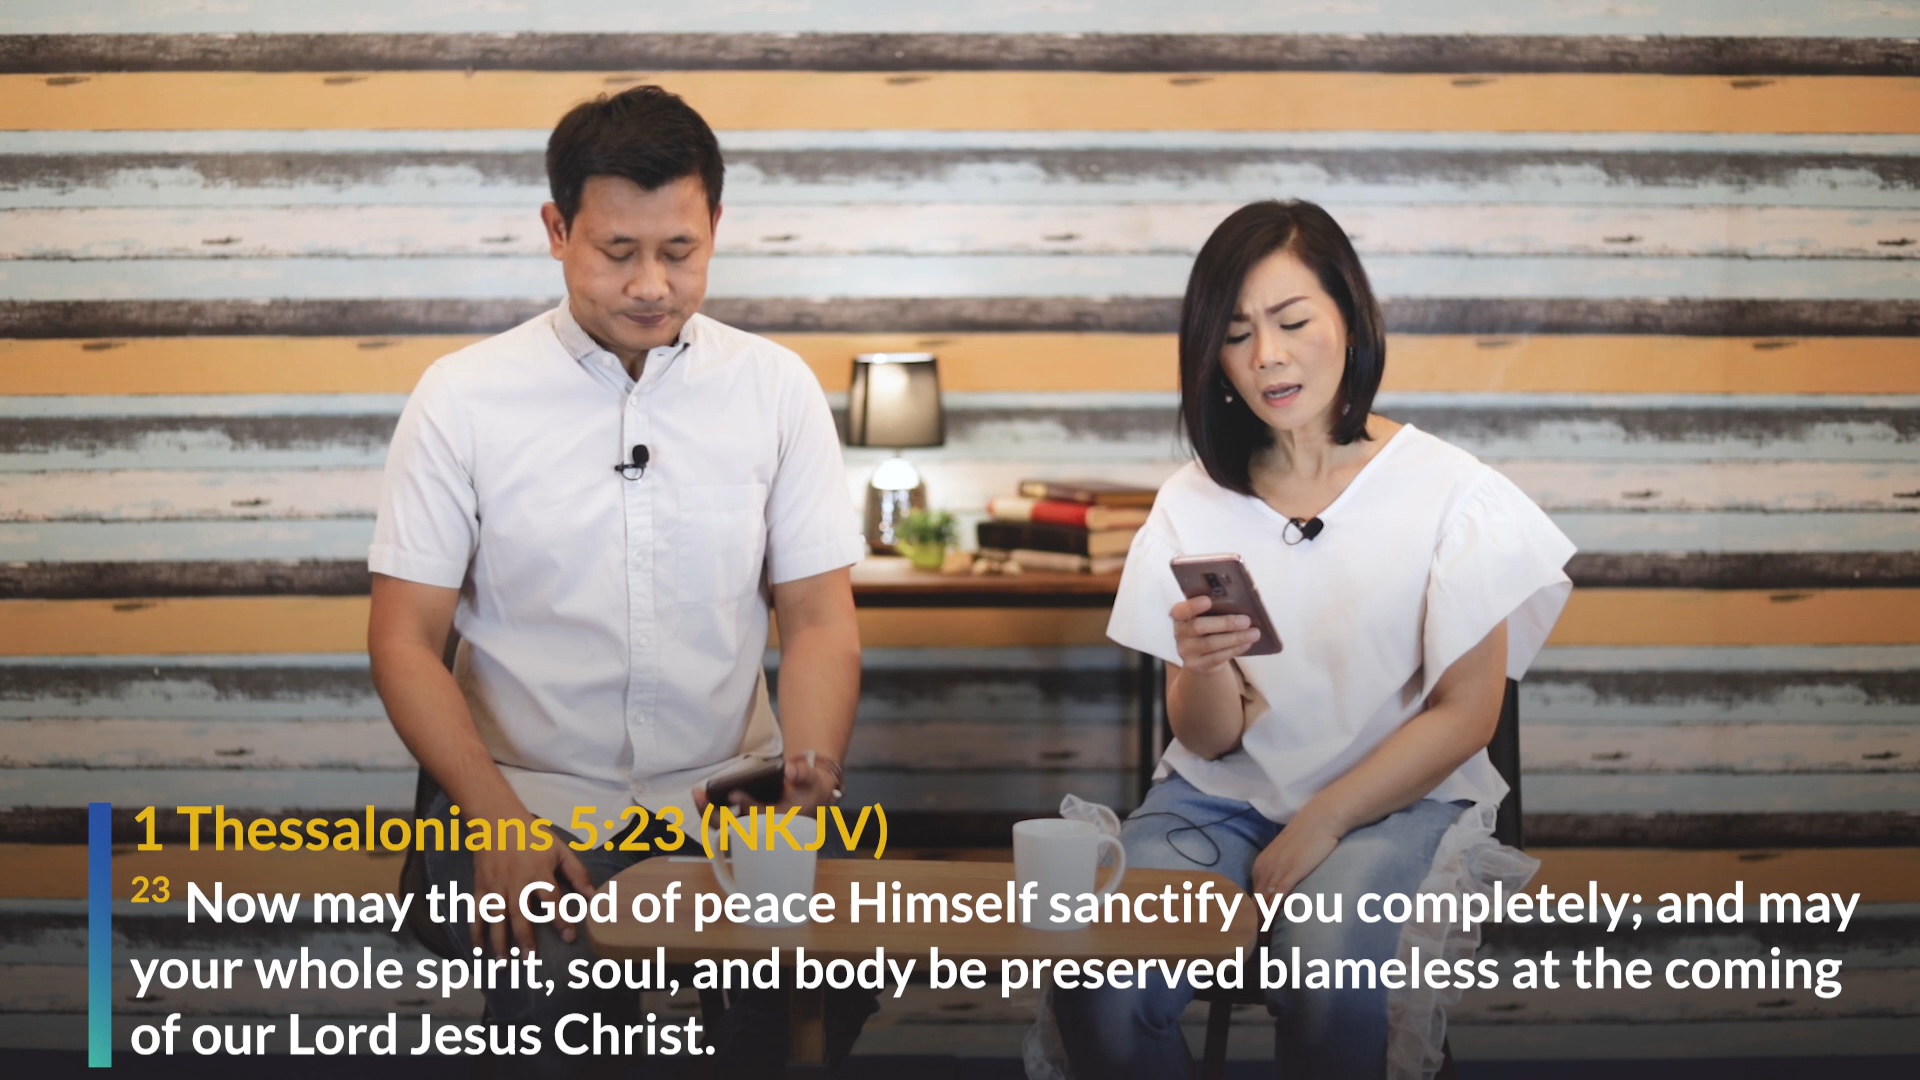 1 Thessalonians 5:23 (NKJV)
23 Now may the God of peace Himself sanctify you completely; and may
your whole spirit, soul, and body be preserved blameless at the coming
of our Lord Jesus Christ.